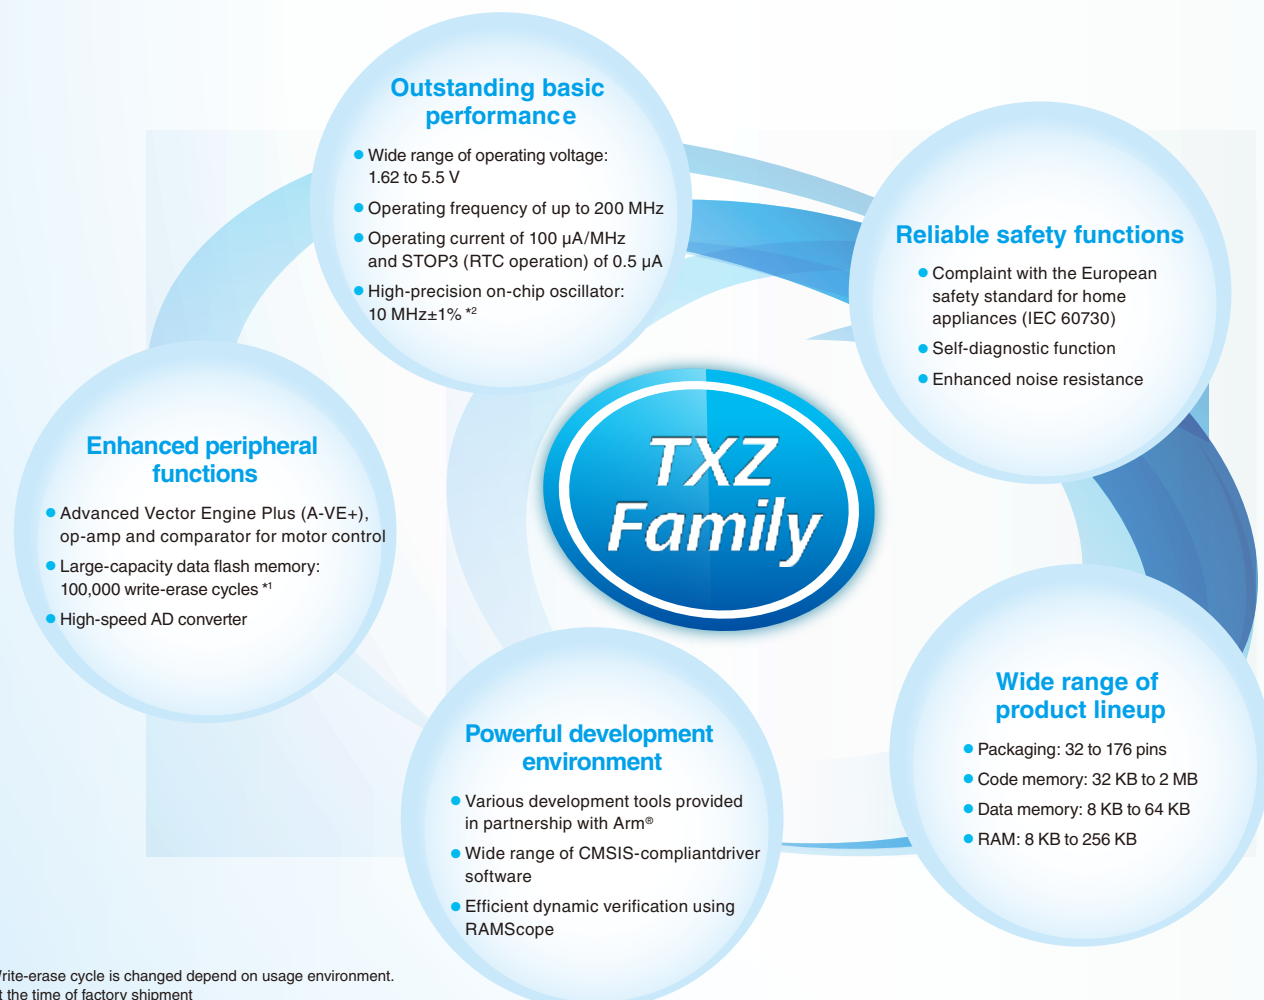 Outstanding basic
performance
● Wide range of operating voltage:
1.62 to 5.5 V
● Operating frequency of up to 200 MHz
● Operating current of 100 µA/MHz
and STOP3 (RTC operation) of 0.5 µA
● High-precision on-chip oscillator:
10 MHz±1% *2
Reliable safety functions
● Complaint with the European
safety standard for home
appliances (IEC 60730)
● Self-diagnostic function
● Enhanced noise resistance
TXZ
Family
Enhanced peripheral
functions
● Advanced Vector Engine Plus (A-VE+),
op-amp and comparator for motor control
● Large-capacity data flash memory:
100,000 write-erase cycles *1
● High-speed AD converter
Wide range of
product lineup
● Packaging: 32 to 176 pins
● Code memory: 32 KB to 2 MB
● Data memory: 8 KB to 64 KB
● RAM: 8 KB to 256 KB
Powerful development
environment
● Various development tools provided
in partnership with Arm®
● Wide range of CMSIS-compliantdriver
software
● Efficient dynamic verification using
RAMScope
Write-erase cycle is changed depend on usage environment.
t the time of factory shipment